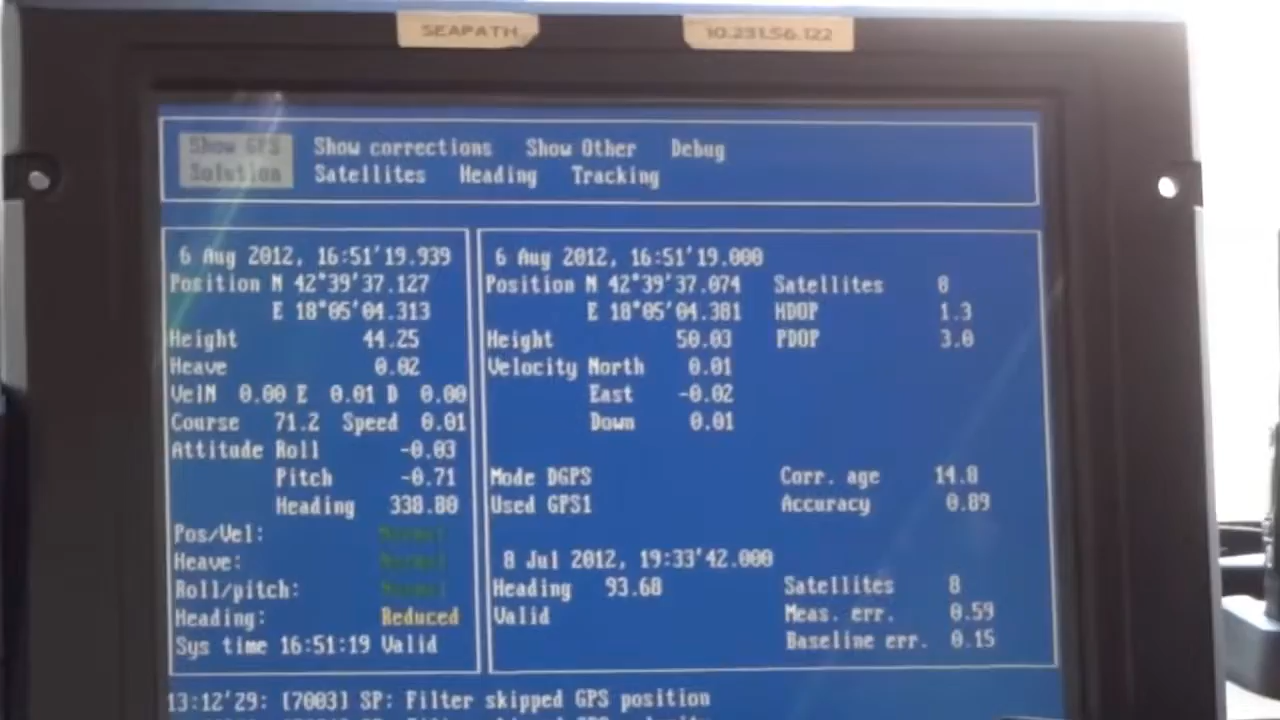 SEAPATH
10.231.56.122
Show GPS Show corrections Show Other Debug
Solution Satellites Heading Tracking
6 Aug 2012, 16:51'19.939
Position N 42°39'37.127
E 18°05'04.313
Height 44.25
Heave 0.02
VelN 0.00 E 0.01 D 0.00
Course 71.2 Speed 0.01
Attitude Roll -0.03
Pitch -0.71
Heading 338.80
Pos/Vel: Normal
Heave: Normal
Roll/pitch: Normal
Heading: Reduced
Sys time 16:51:19 Valid
6 Aug 2012, 16:51'19.000
Position N 42°39'37.074 Satellites 8
E 18°05'04.381 HDOP 1.3
Height 50.03 PDOP 3.0
Velocity North 0.01
East -0.02
Down 0.01
Mode DGPS Corr. age 14.8
Used GPS1 Accuracy 0.89
8 Jul 2012, 19:33'42.000
Heading 93.68 Satellites 8
Valid Meas. err. 0.59
Baseline err. 0.15
13:12'29: [7003] SP: Filter skipped GPS position